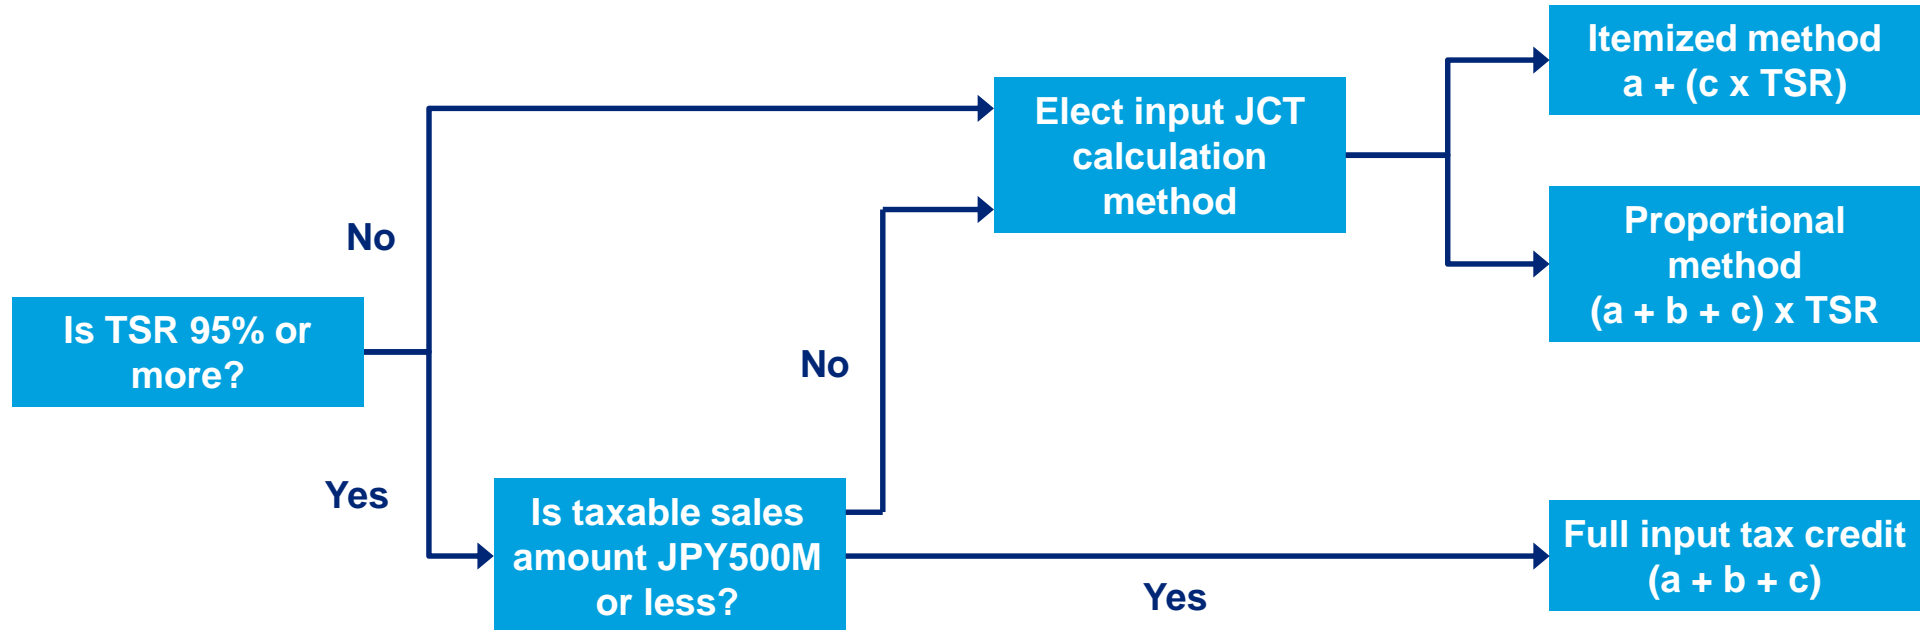 Is TSR 95% or
more?
No
Yes
Is taxable sales
amount JPY500M
or less?
No
Yes
Elect input JCT
calculation
method
Itemized method
a + (c x TSR)
Proportional
method
(a + b + c) x TSR
Full input tax credit
(a + b + c)